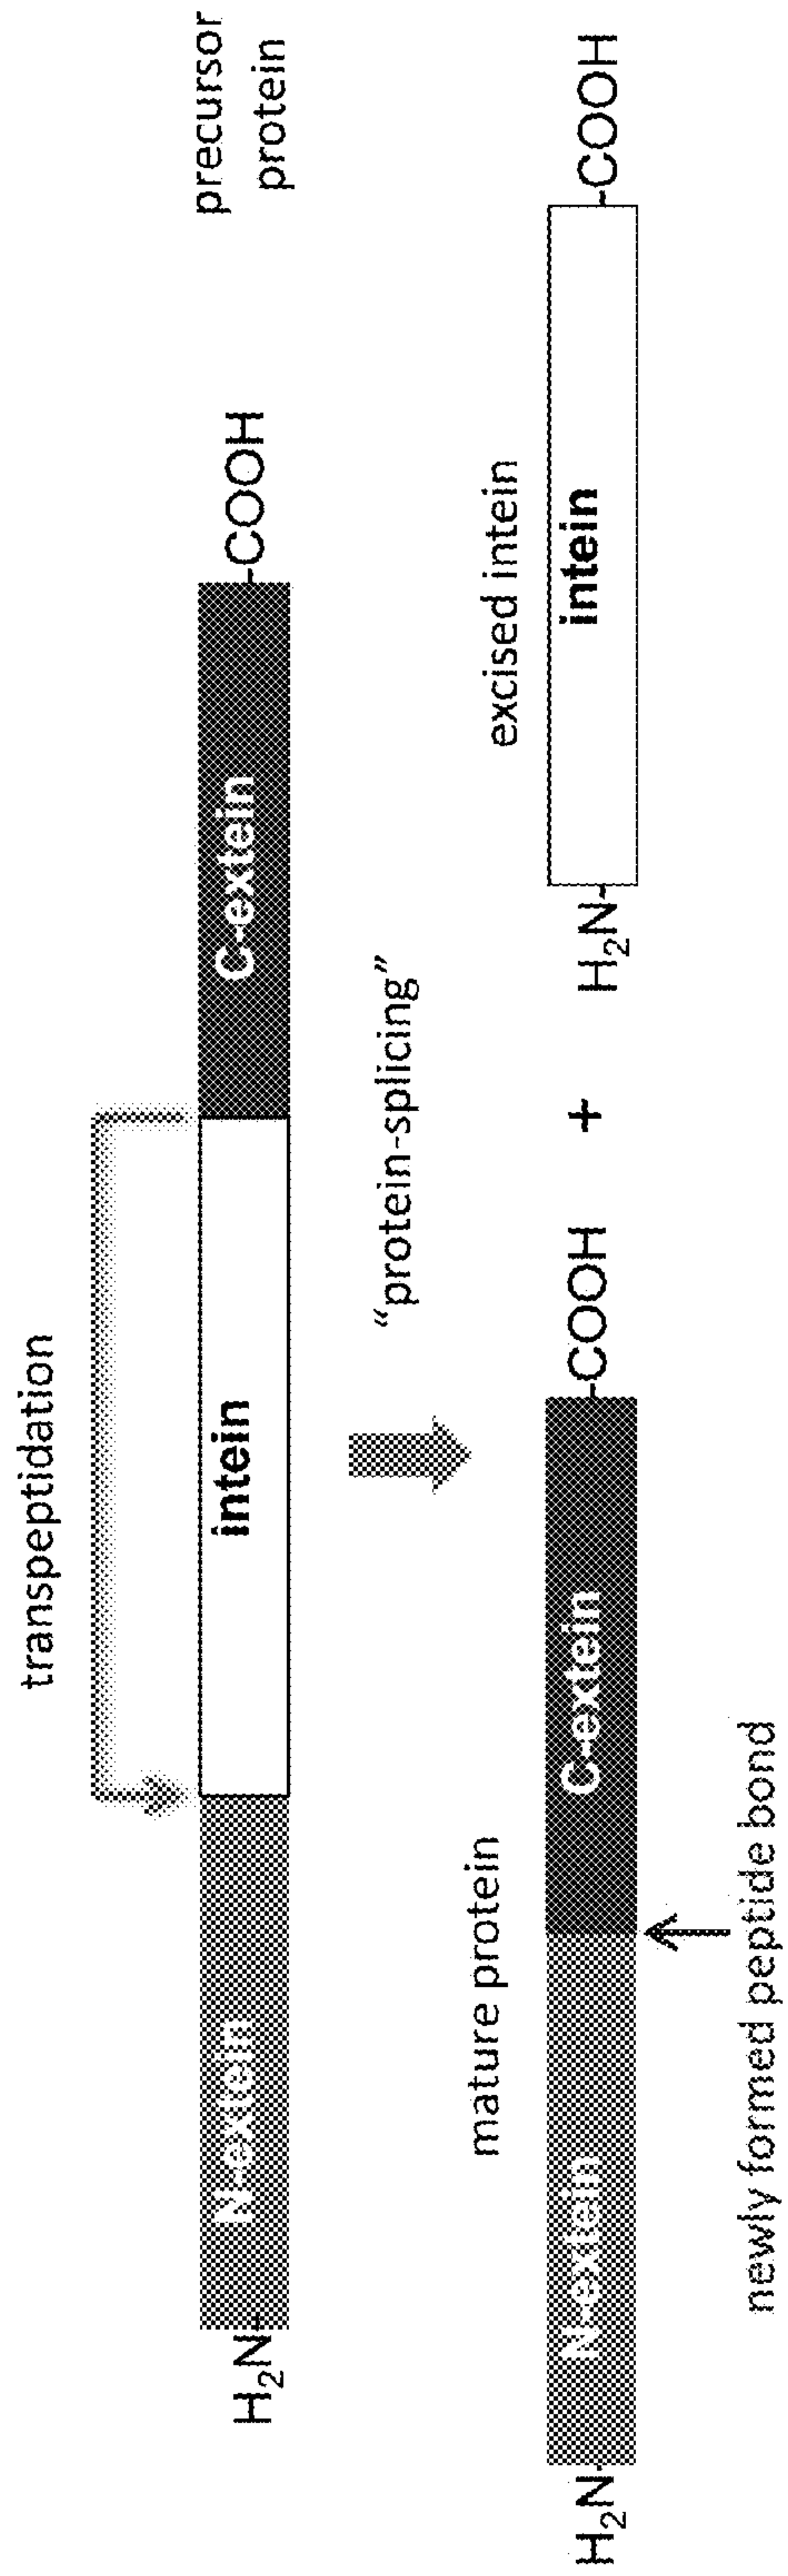 transpeptidation
H₂N-
N-extein
intein
C-extein
-COOH
precursor
protein
“protein-splicing”
mature protein
excised intein
H₂N-
N-extein
C-extein
-COOH
+
H₂N-
intein
-COOH
newly formed peptide bond